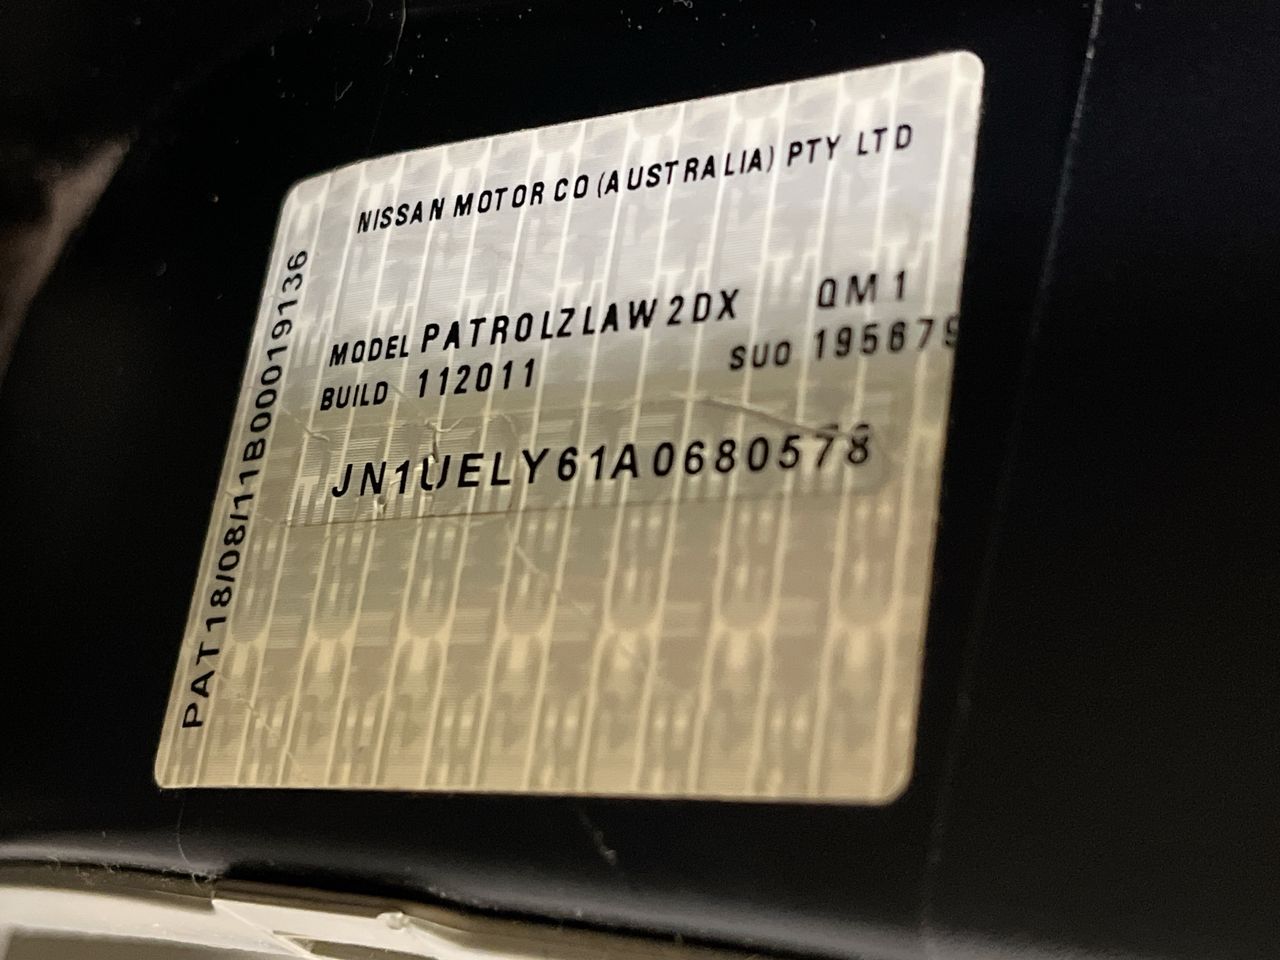 NISSAN MOTOR CO (AUSTRALIA) PTY LTD
MODEL PATROLZLAW2DX QM1
BUILD 112011 SUO 195679
JN1UELY61A0680578
PAT18/08/11B00019136